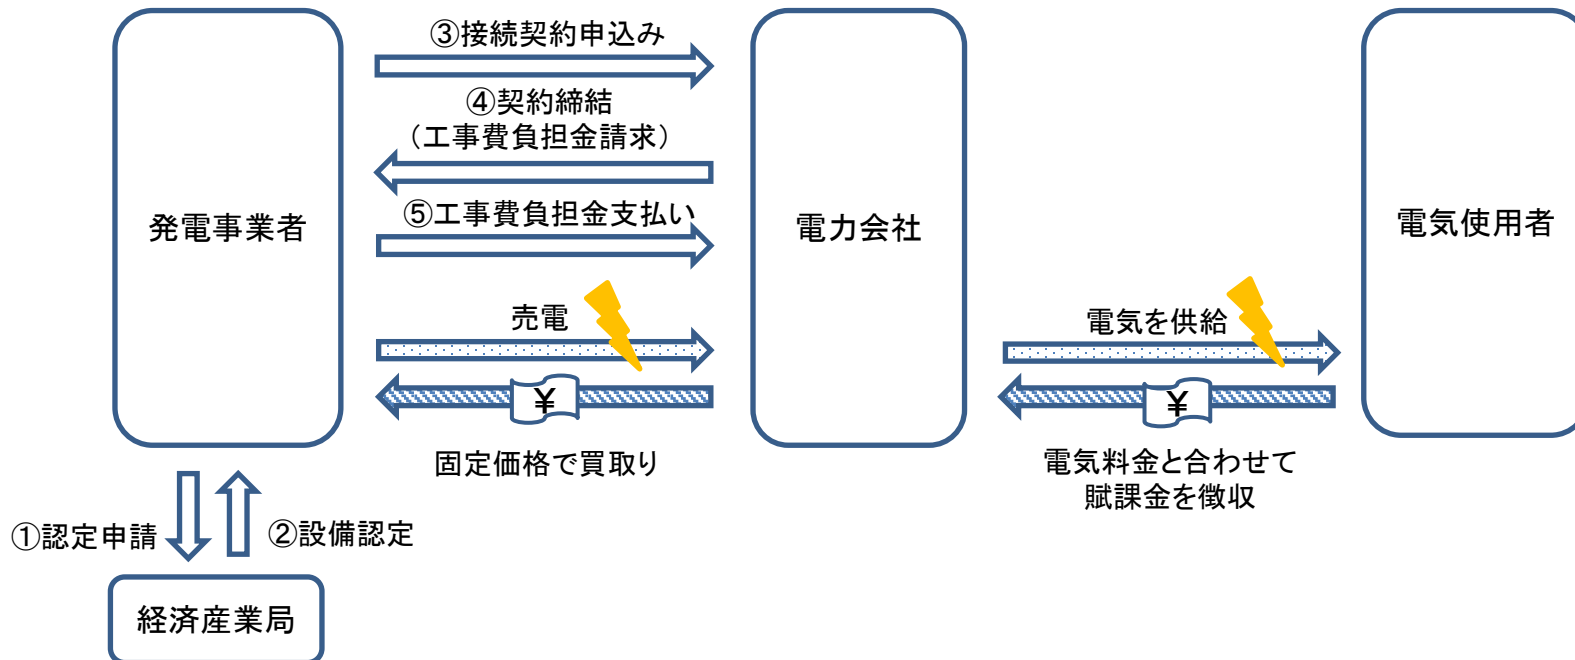 ③接続契約申込み
④契約締結
（工事費負担金請求）
⑤工事費負担金支払い
発電事業者
電力会社
電気使用者
売電
電気を供給
¥
¥
固定価格で買取り
電気料金と合わせて
賦課金を徴収
①認定申請
②設備認定
経済産業局